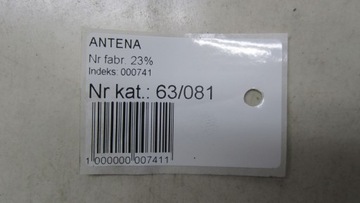 ANTENA
Nr fabr. 23%
Indeks: 000741
Nr kat.: 63/081
1 000000 007411